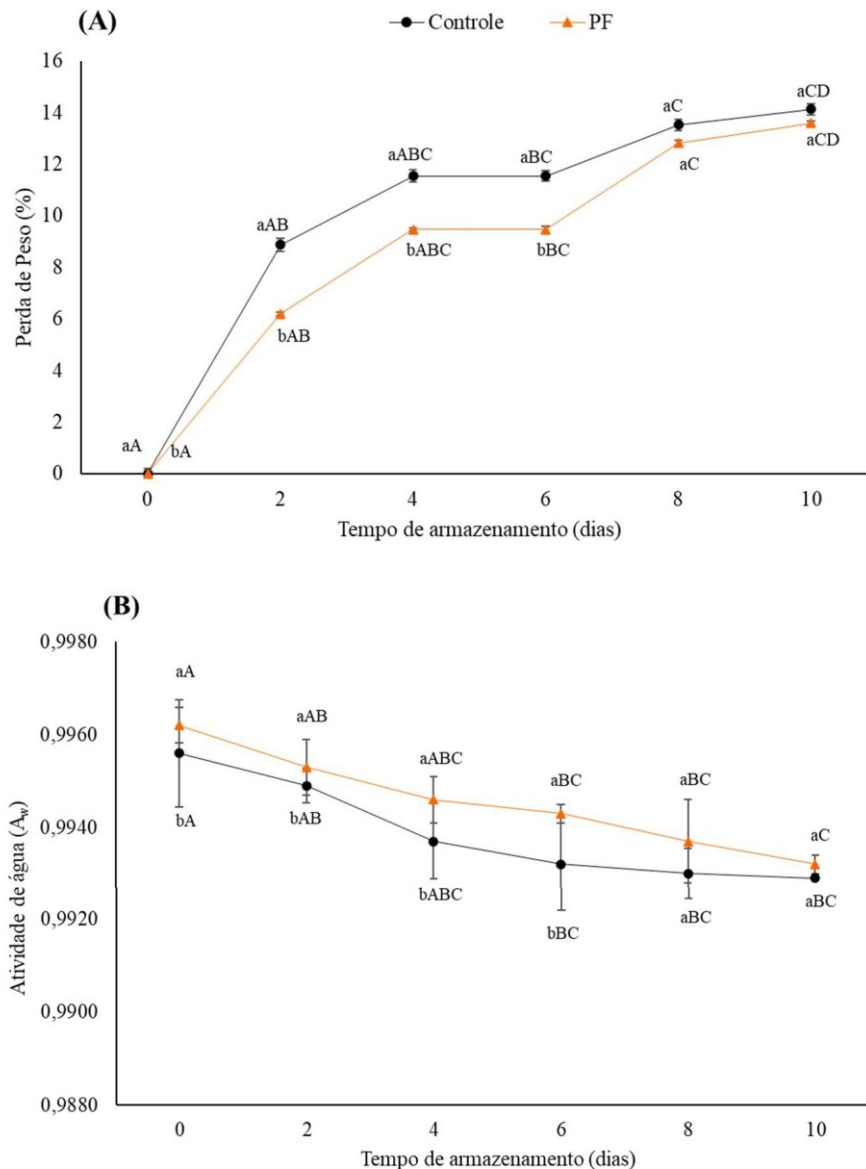 (A)
Controle
PF
16
14
12
10
8
6
4
2
0
Perda de Peso (%)
aA
bA
aAB
bAB
aABC
bABC
aBC
bBC
aC
aC
aCD
aCD
0 2 4 6 8 10
Tempo de armazenamento (dias)
(B)
0,9980
0,9960
0,9940
0,9920
0,9900
0,9880
Atividade de água (Aw)
aA
bA
aAB
bAB
aABC
bABC
aBC
bBC
aBC
aBC
aC
aBC
0 2 4 6 8 10
Tempo de armazenamento (dias)